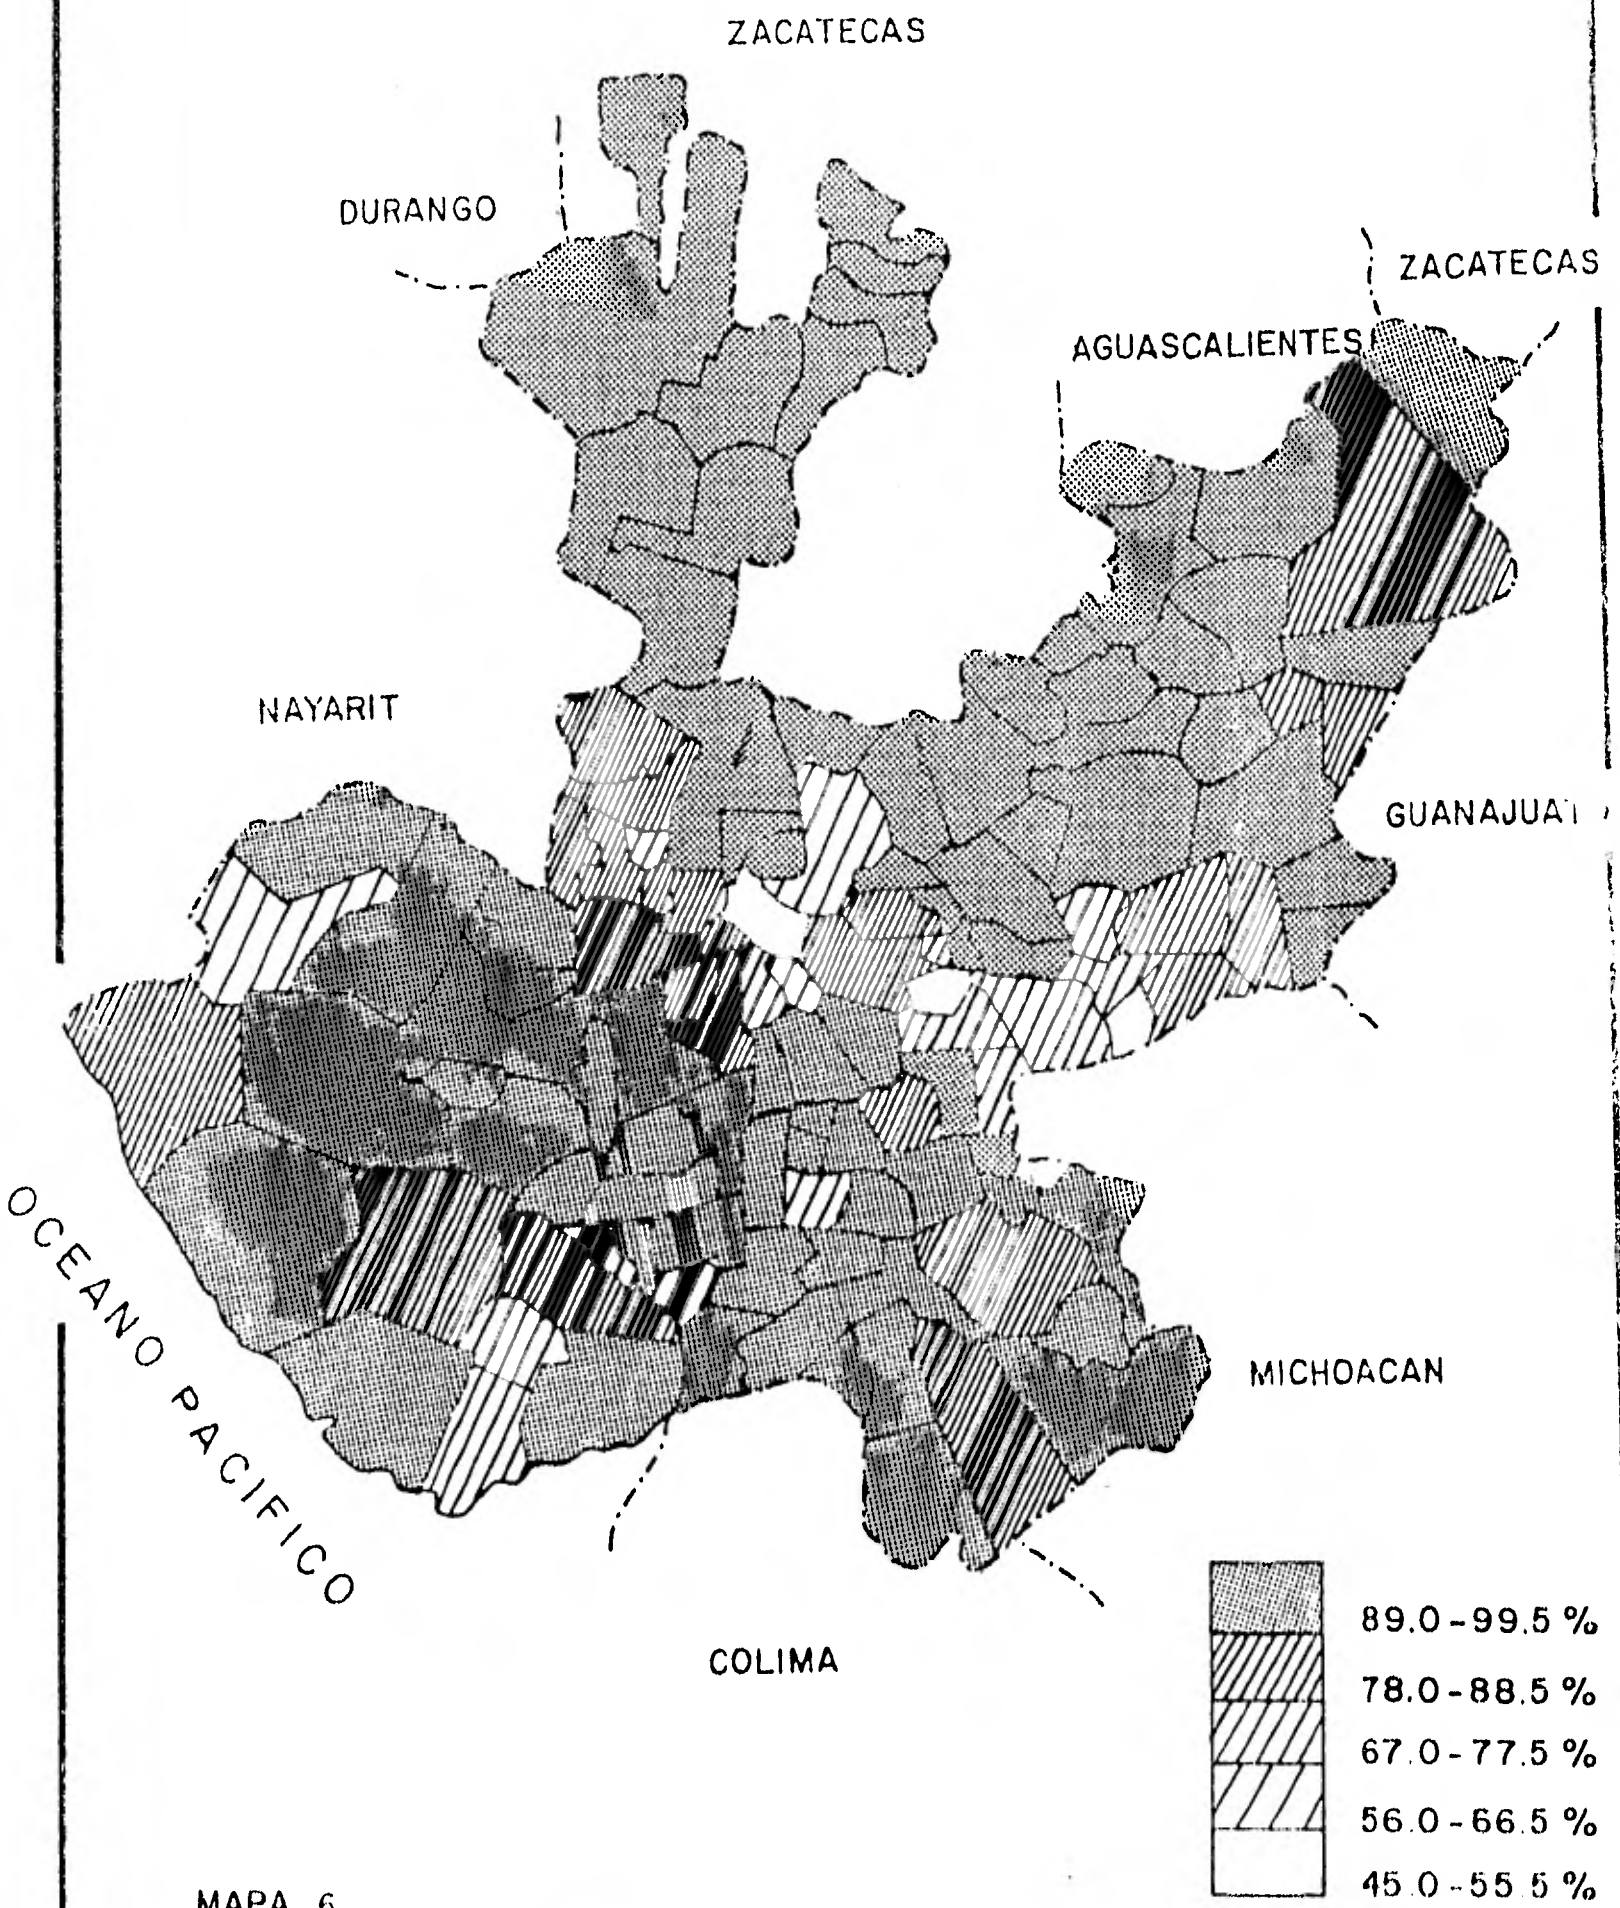 ZACATECAS
DURANGO
ZACATECAS
AGUASCALIENTES
NAYARIT
GUANAJUAT
OCEANO PACIFICO
MICHOACAN
COLIMA
89.0-99.5 %
78.0-88.5 %
67.0-77.5 %
56.0-66.5 %
45.0-55.5 %
MAPA 6